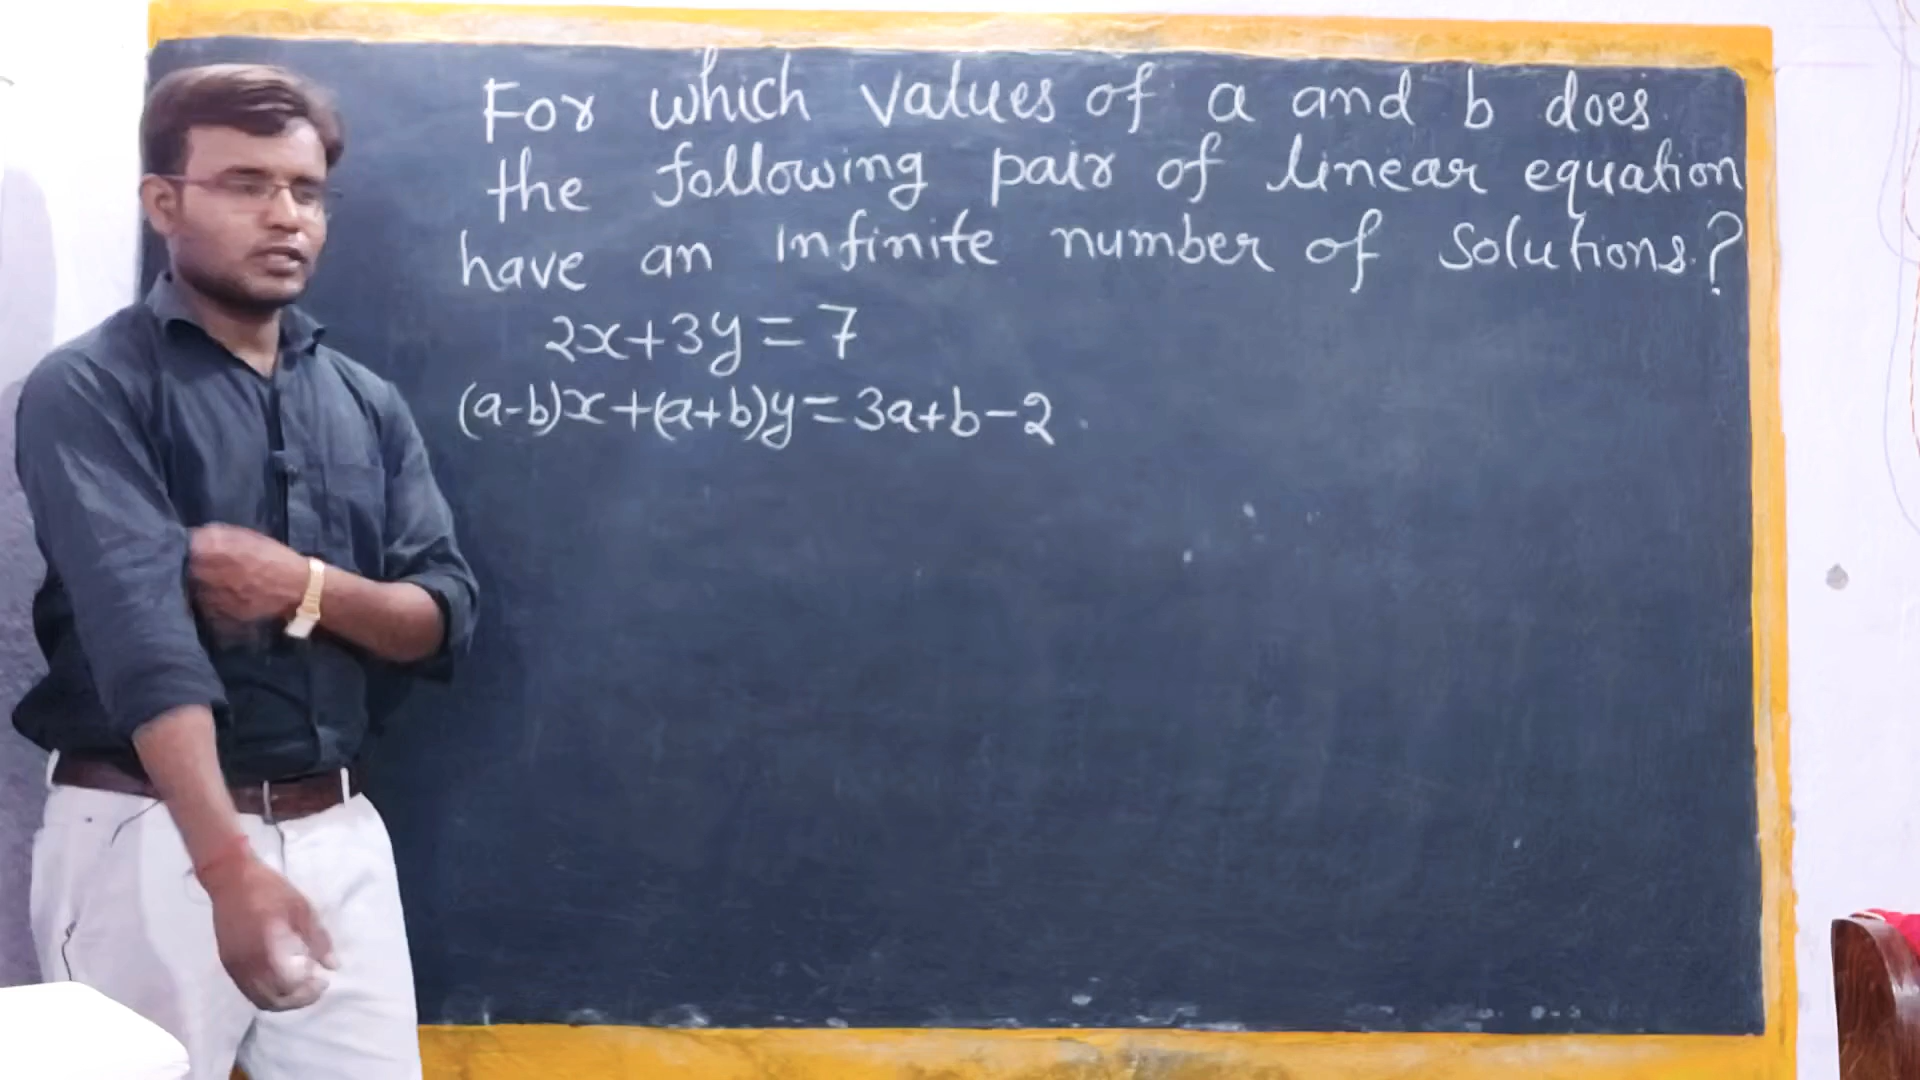 For which values of a and b does
the following pair of linear equation
have an infinite number of solutions.?
2x+3y=7
(a-b)x+(a+b)y=3a+b-2